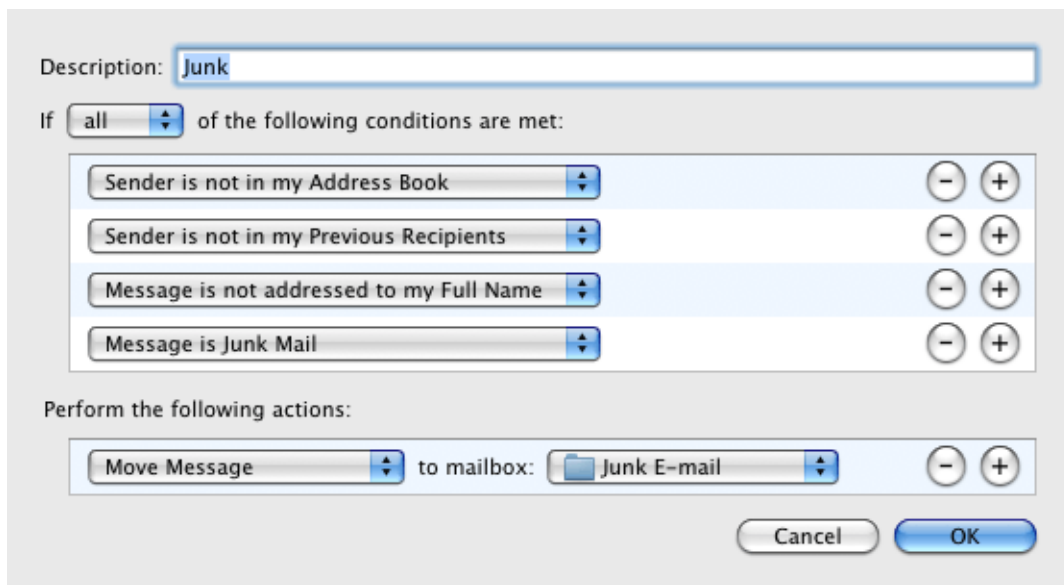 Description: Junk
If all of the following conditions are met:
Sender is not in my Address Book
Sender is not in my Previous Recipients
Message is not addressed to my Full Name
Message is Junk Mail
Perform the following actions:
Move Message to mailbox: Junk E-mail
Cancel OK